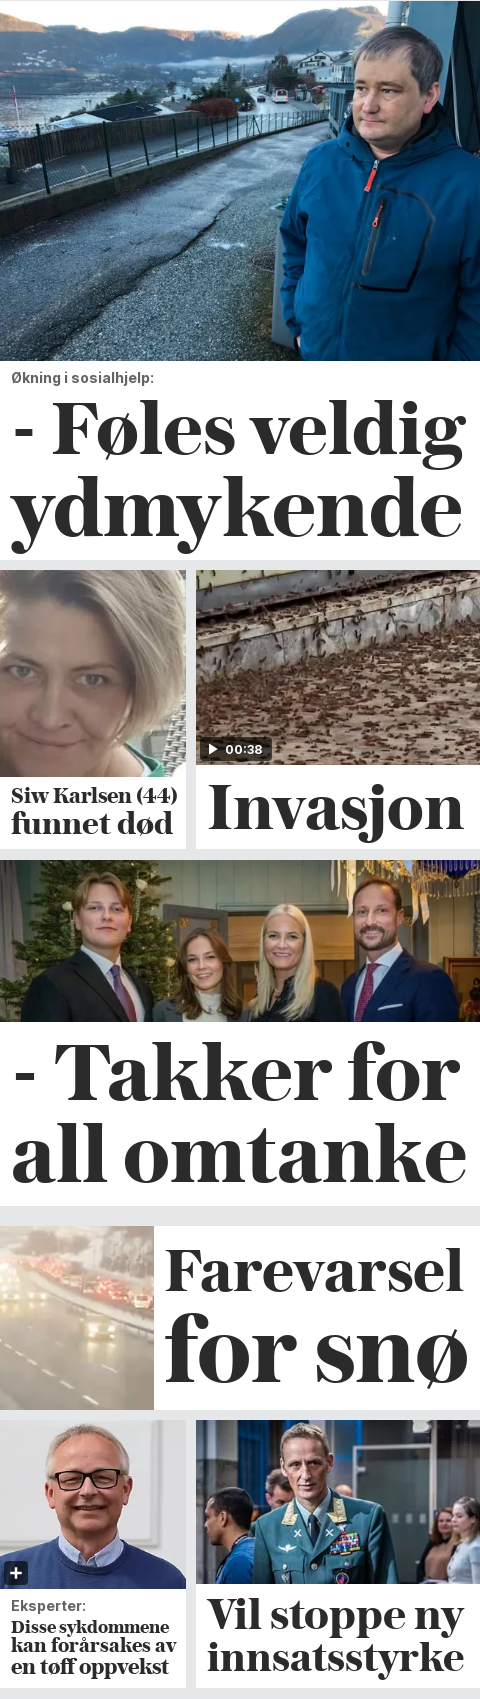 Økning i sosialhjelp:
- Føles veldig
ydmykende
00:38
Siw Karlsen (44)
funnet død
Invasjon
- Takker for
all omtanke
Farevarsel
for snø
Eksperter:
Disse sykdommene
kan forårsakes av
en tøff oppvekst
Vil stoppe ny
innsatsstyrke